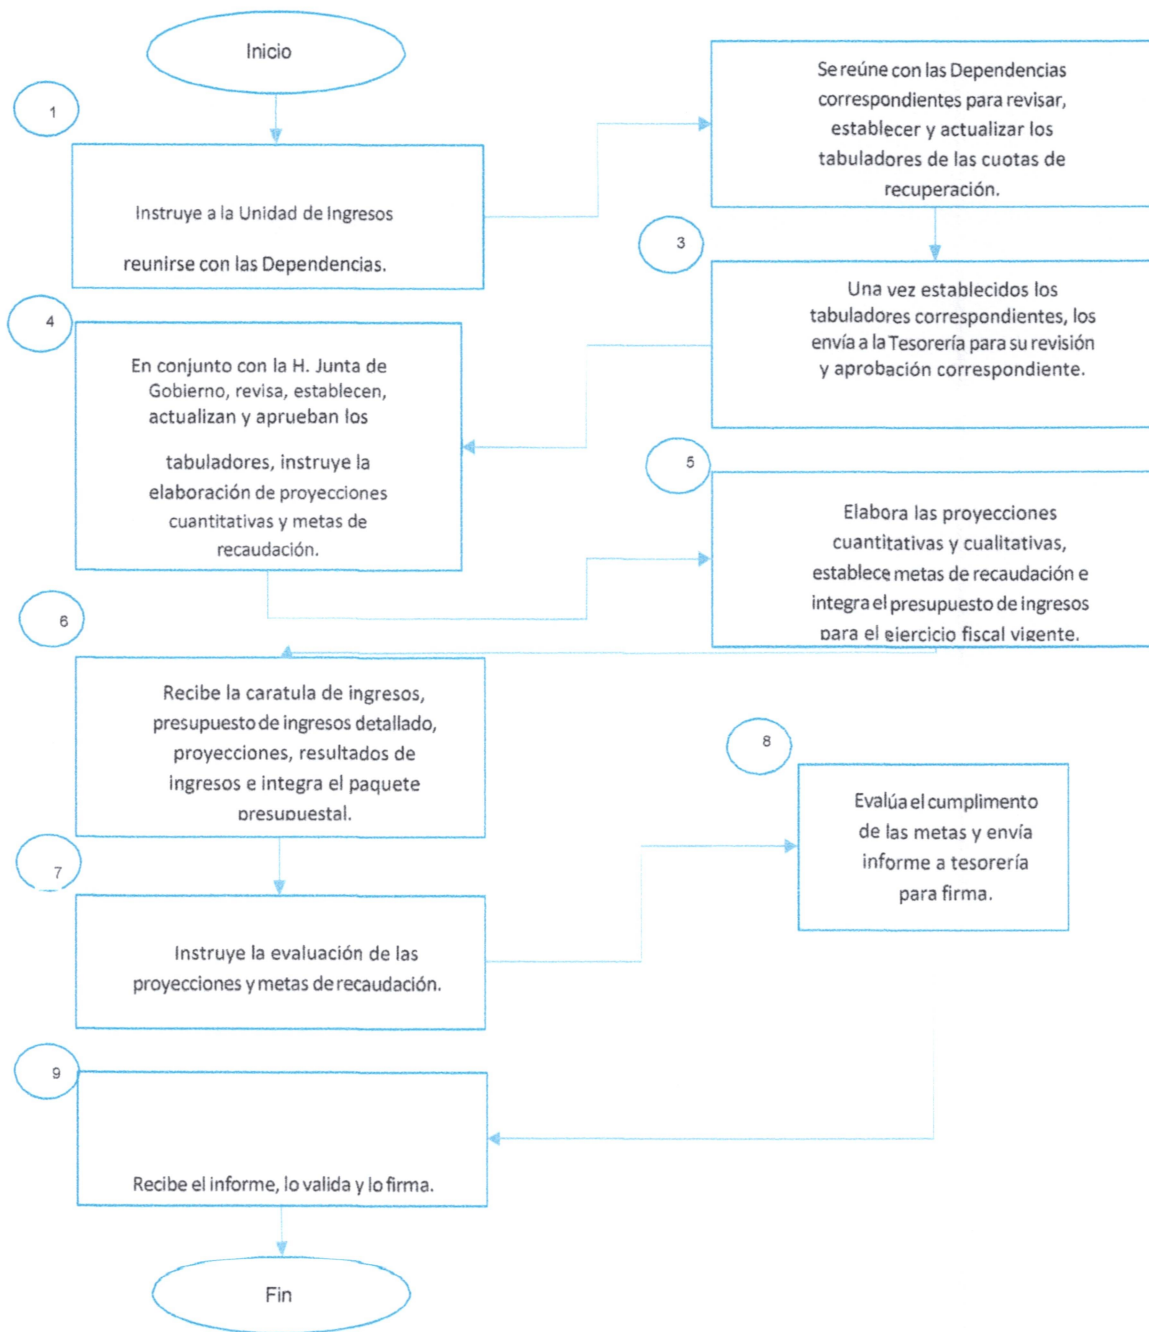 Inicio
1
Instruye a la Unidad de Ingresos
reunirse con las Dependencias.
Se reúne con las Dependencias
correspondientes para revisar,
establecer y actualizar los
tabuladores de las cuotas de
recuperación.
3
Una vez establecidos los
tabuladores correspondientes, los
envía a la Tesorería para su revisión
y aprobación correspondiente.
4
En conjunto con la H. Junta de
Gobierno, revisa, establecen,
actualizan y aprueban los
tabuladores, instruye la
elaboración de proyecciones
cuantitativas y metas de
recaudación.
5
Elabora las proyecciones
cuantitativas y cualitativas,
establece metas de recaudación e
integra el presupuesto de ingresos
para el ejercicio fiscal vigente.
6
Recibe la caratula de ingresos,
presupuesto de ingresos detallado,
proyecciones, resultados de
ingresos e integra el paquete
presupuestal.
7
Instruye la evaluación de las
proyecciones y metas de recaudación.
8
Evalúa el cumplimento
de las metas y envía
informe a tesorería
para firma.
9
Recibe el informe, lo valida y lo firma.
Fin